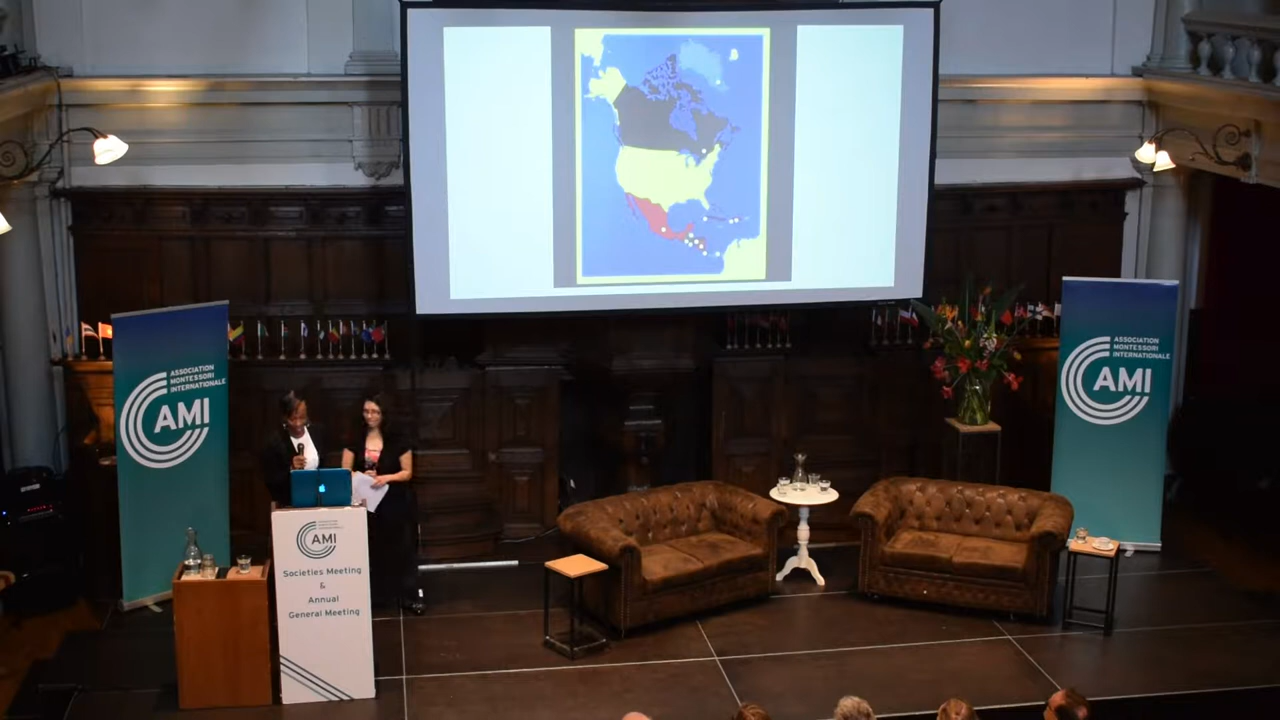 ASSOCIATION
MONTESSORI
INTERNATIONALE
AMI
AMI
Societies Meeting
&
Annual
General Meeting
ASSOCIATION
MONTESSORI
INTERNATIONALE
AMI